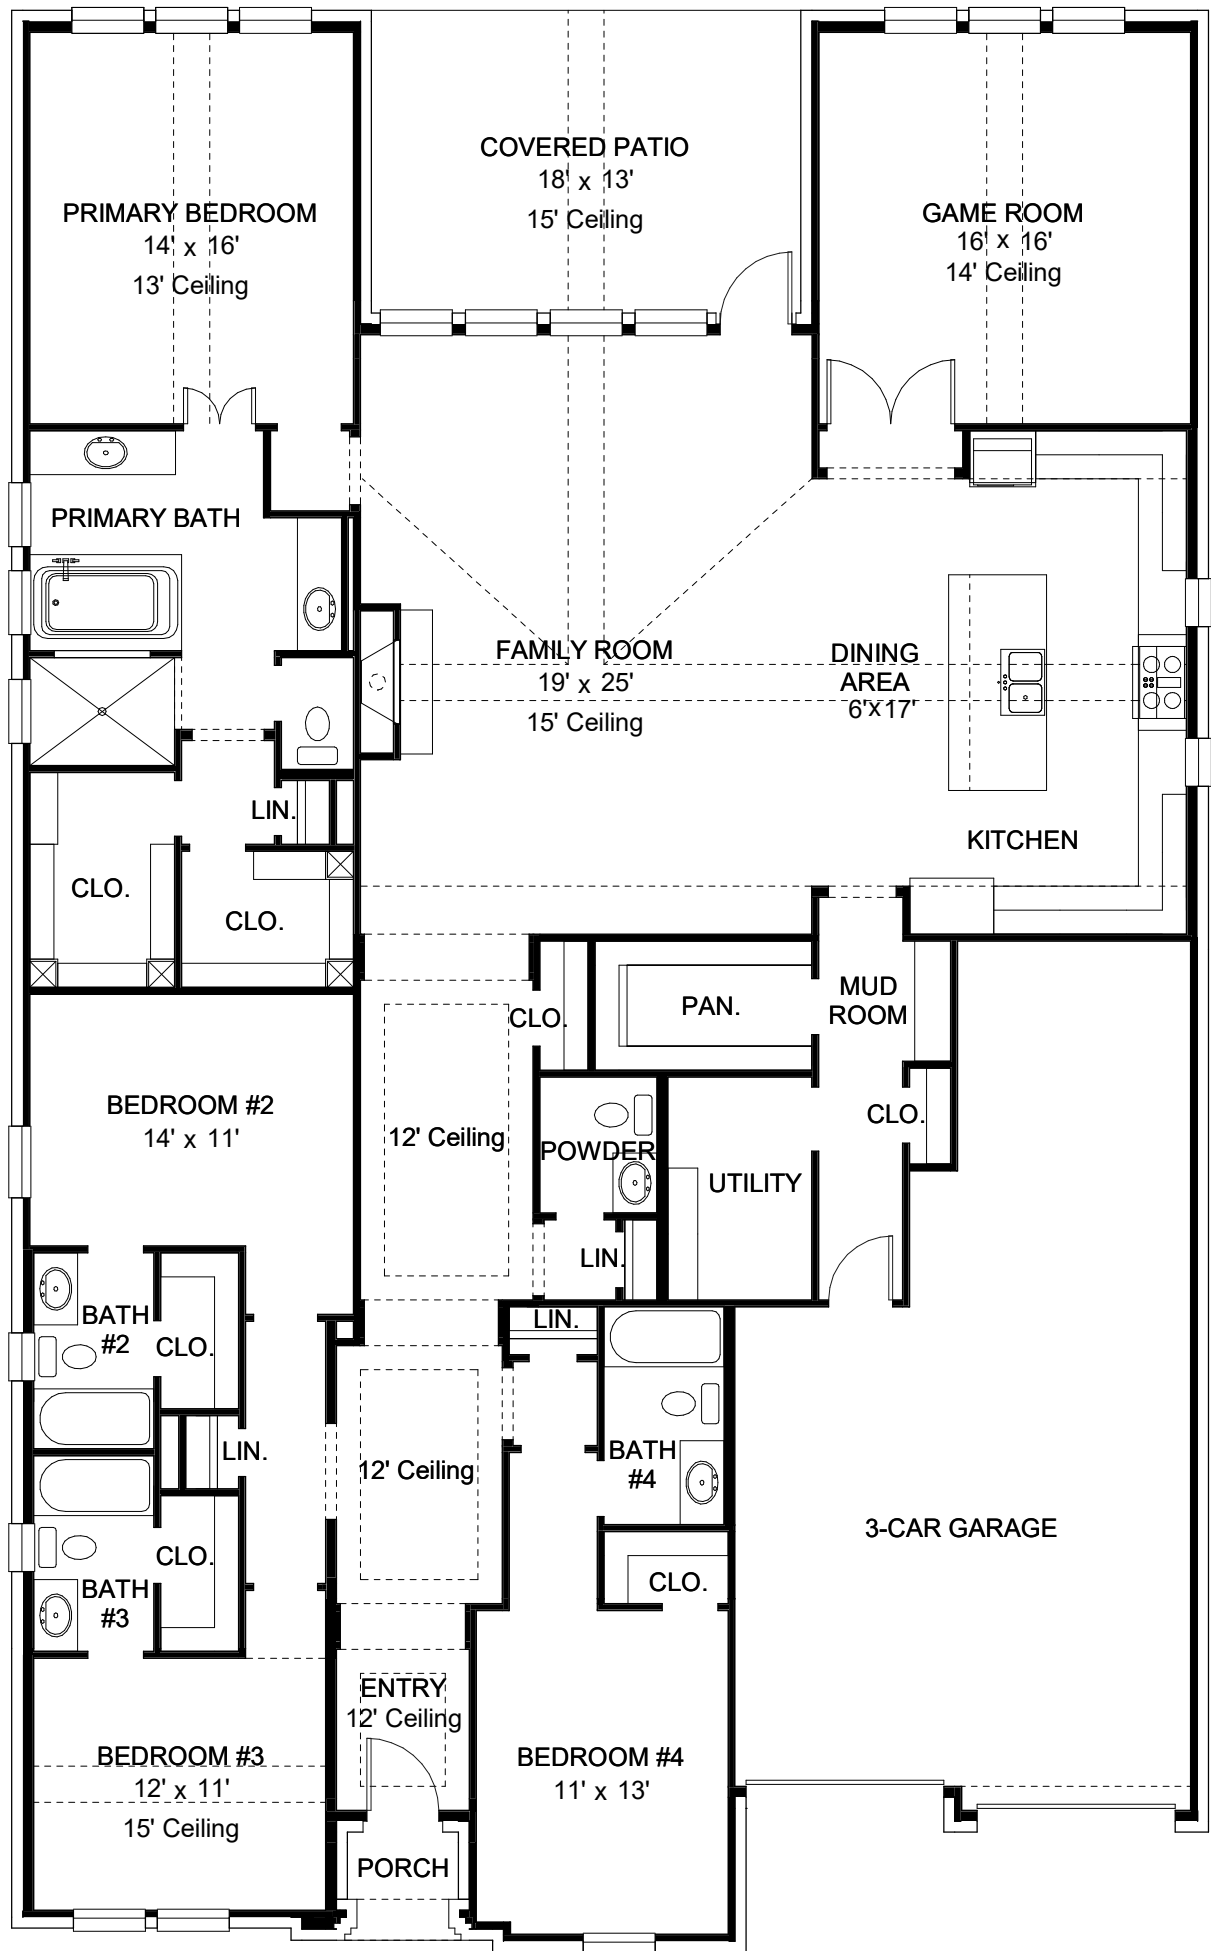 COVERED PATIO
18' x 13'
15' Ceiling
PRIMARY BEDROOM
14' x 16'
13' Ceiling
GAME ROOM
16' x 16'
14' Ceiling
PRIMARY BATH
FAMILY ROOM
19' x 25'
15' Ceiling
DINING
AREA
6'x17'
LIN.
KITCHEN
CLO.
CLO.
MUD
ROOM
PAN.
CLO.
BEDROOM #2
14' x 11'
12' Ceiling
CLO.
POWDER
UTILITY
LIN.
BATH
#2
CLO.
LIN.
LIN.
12' Ceiling
BATH
#4
3-CAR GARAGE
CLO.
BATH
#3
CLO.
ENTRY
12' Ceiling
BEDROOM #3
12' x 11'
15' Ceiling
BEDROOM #4
11' x 13'
PORCH